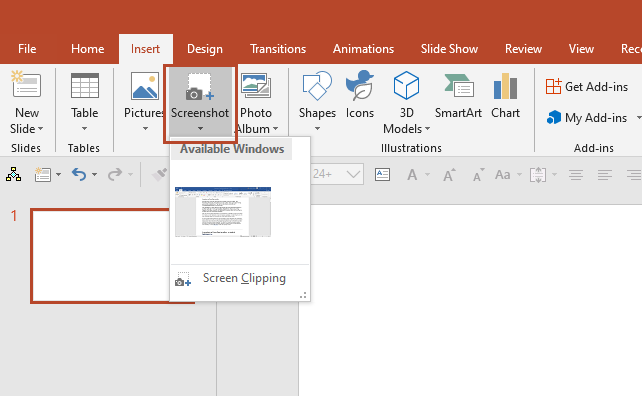 File Home Insert Design Transitions Animations Slide Show Review View Rec
New Slide
Table
Pictures
Screenshot
Photo Album
Shapes
Icons
3D Models
SmartArt
Chart
Get Add-ins
My Add-ins
Slides Tables Illustrations Add-ins
Available Windows
24+ A A A Aa A
1
Screen Clipping